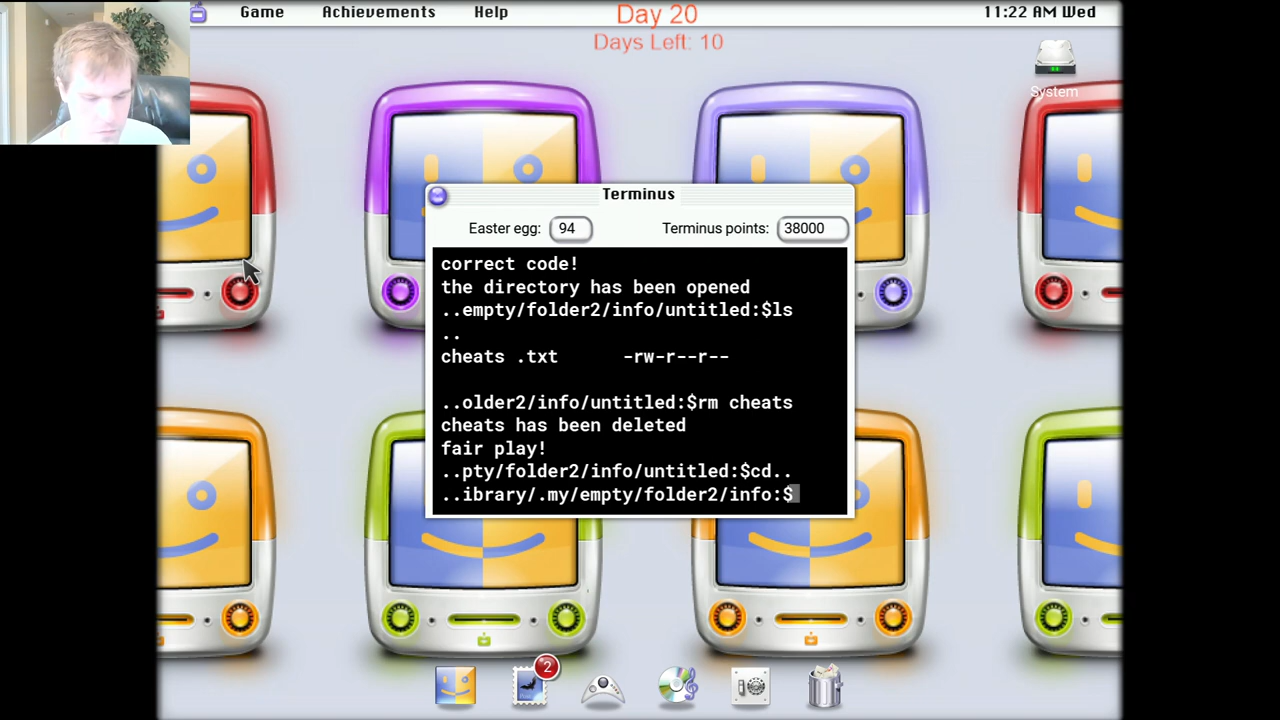 Game Achievements Help Day 20 11:22 AM Wed
Days Left: 10
System
Terminus
Easter egg: 94 Terminus points: 38000
correct code!
the directory has been opened
..empty/folder2/info/untitled:$ls
..
cheats .txt -rw-r--r--
..older2/info/untitled:$rm cheats
cheats has been deleted
fair play!
..pty/folder2/info/untitled:$cd..
..ibrary/.my/empty/folder2/info:$
2